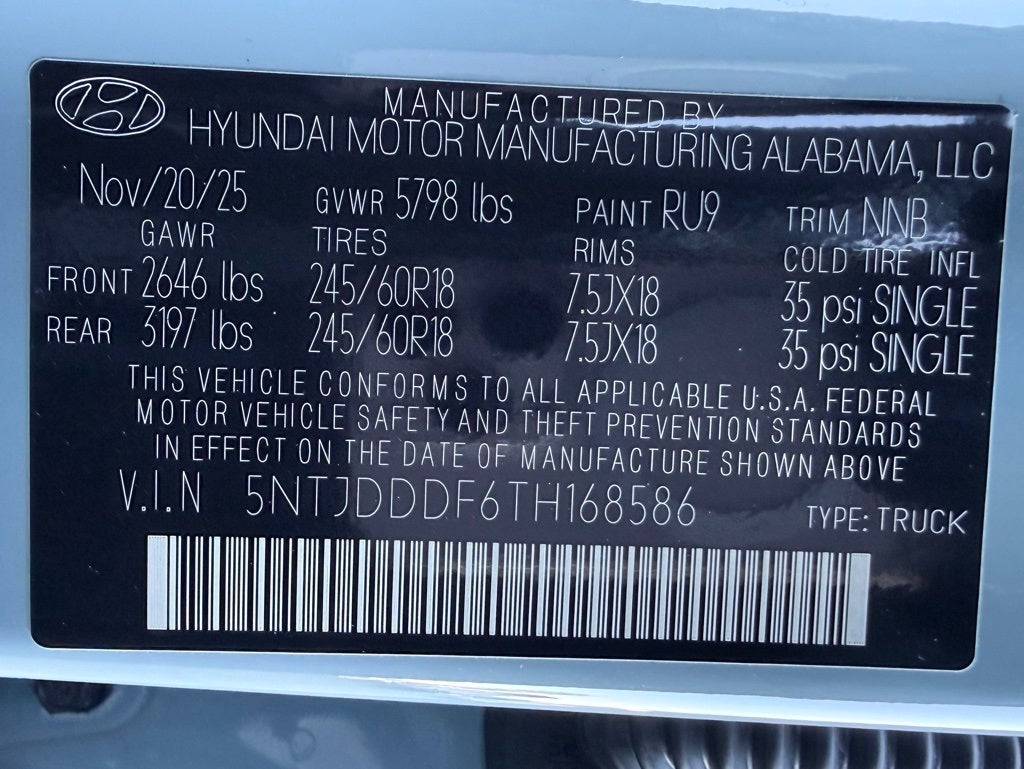 MANUFACTURED BY
HYUNDAI MOTOR MANUFACTURING ALABAMA, LLC
Nov/20/25 GVWR 5798 lbs PAINT RU9 TRIM NNB
GAWR TIRES RIMS COLD TIRE INFL
FRONT 2646 lbs 245/60R18 7.5JX18 35 psi SINGLE
REAR 3197 lbs 245/60R18 7.5JX18 35 psi SINGLE
THIS VEHICLE CONFORMS TO ALL APPLICABLE U.S.A. FEDERAL
MOTOR VEHICLE SAFETY AND THEFT PREVENTION STANDARDS
IN EFFECT ON THE DATE OF MANUFACTURE SHOWN ABOVE
V.I.N 5NTJDDDF6TH168586 TYPE: TRUCK